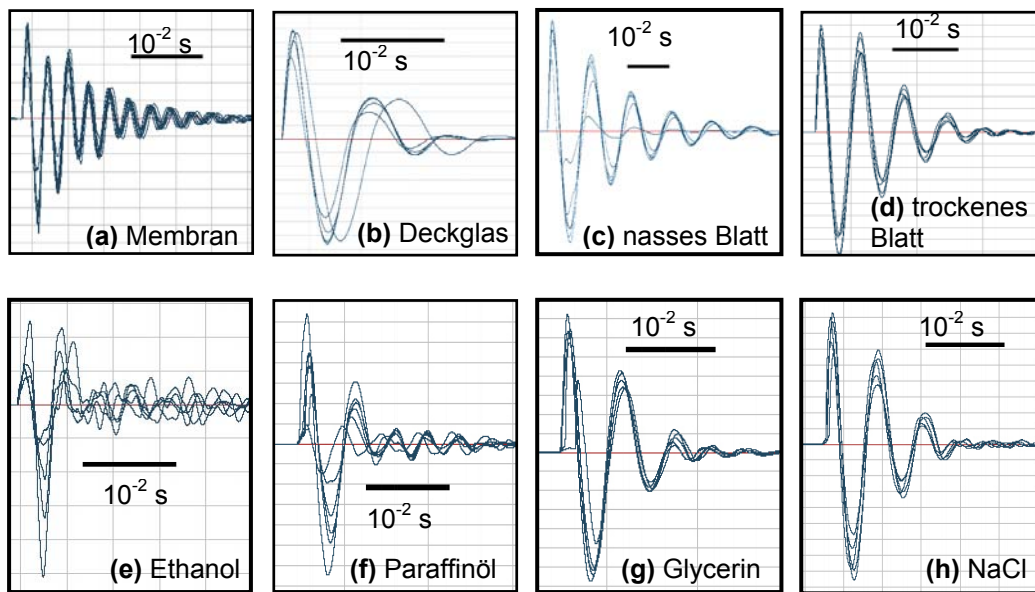 10⁻² s
(a) Membran
10⁻² s
(b) Deckglas
10⁻² s
(c) nasses Blatt
10⁻² s
(d) trockenes
Blatt
10⁻² s
(e) Ethanol
10⁻² s
(f) Paraffinöl
10⁻² s
(g) Glycerin
10⁻² s
(h) NaCl